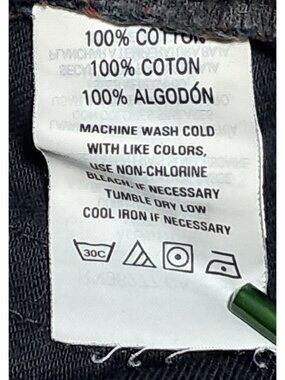 100% COTTON
100% COTON
100% ALGODÓN
MACHINE WASH COLD
WITH LIKE COLORS,
USE NON-CHLORINE
BLEACH, IF NECESSARY
TUMBLE DRY LOW
COOL IRON IF NECESSARY
30C